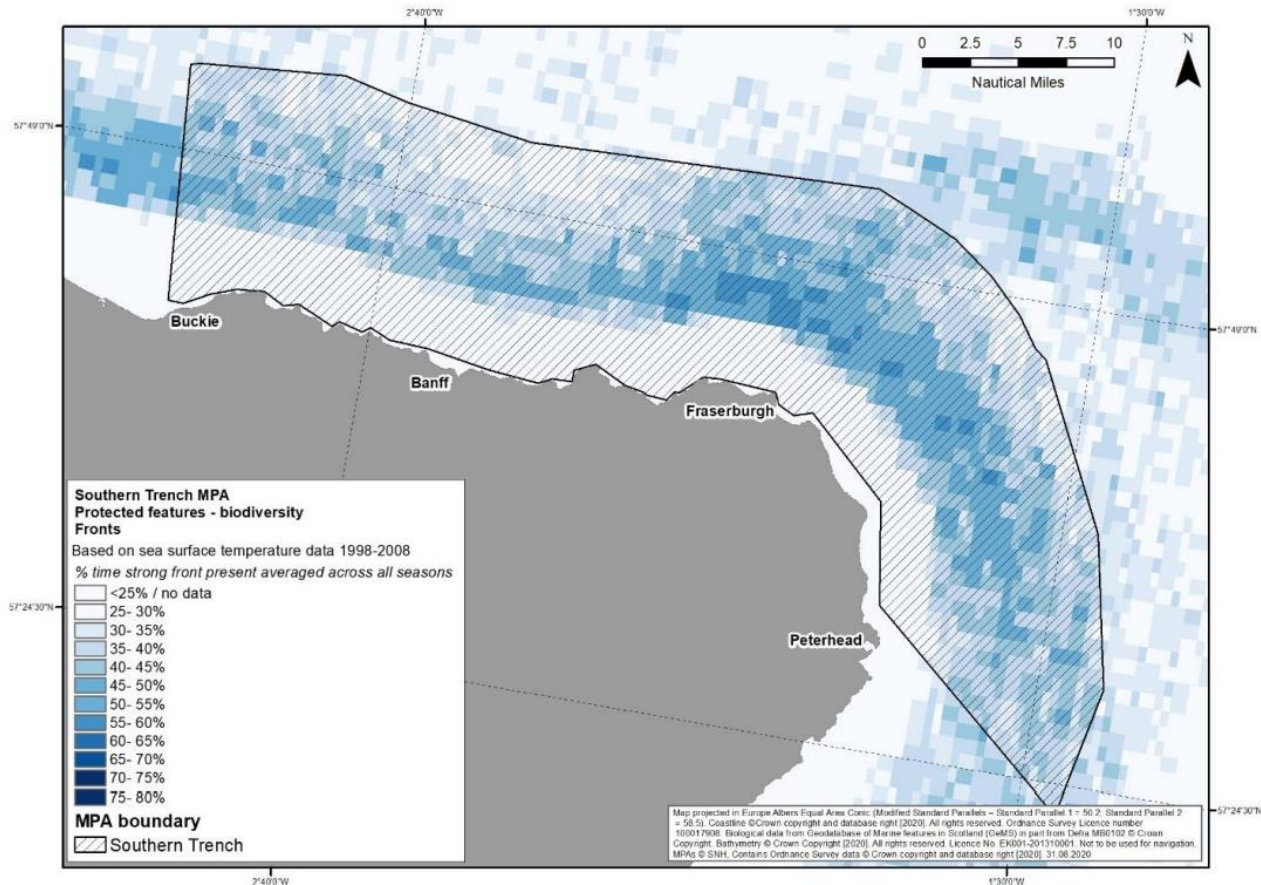 2°40'0"W
1°30'0"W
N
0 2.5 5 7.5 10
Nautical Miles
57°49'0"N
57°49'0"N
Buckie
Banff
Fraserburgh
Southern Trench MPA
Protected features - biodiversity
Fronts
Based on sea surface temperature data 1998-2008
% time strong front present averaged across all seasons
<25% / no data
25- 30%
30- 35%
35- 40%
40- 45%
45- 50%
50- 55%
55- 60%
60- 65%
65- 70%
70- 75%
75- 80%
MPA boundary
Southern Trench
57°24'30"N
Peterhead
57°24'30"N
Map projected in Europe Albers Equal Area Conic (Modified Standard Parallels – Standard Parallel 1 = 50.2, Standard Parallel 2
= 58.5). Coastline ©Crown copyright and database right [2020]. All rights reserved. Ordnance Survey Licence number
100017908. Biological data from Geodatabase of Marine features in Scotland (GeMS) in part from Defra MB0102 © Crown
Copyright. Bathymetry © Crown Copyright [2020]. All rights reserved. Licence No. EK001-201310001. Not to be used for navigation.
MPAs © SNH, Contains Ordnance Survey data © Crown copyright and database right [2020]. 31.08.2020
2°40'0"W
1°30'0"W